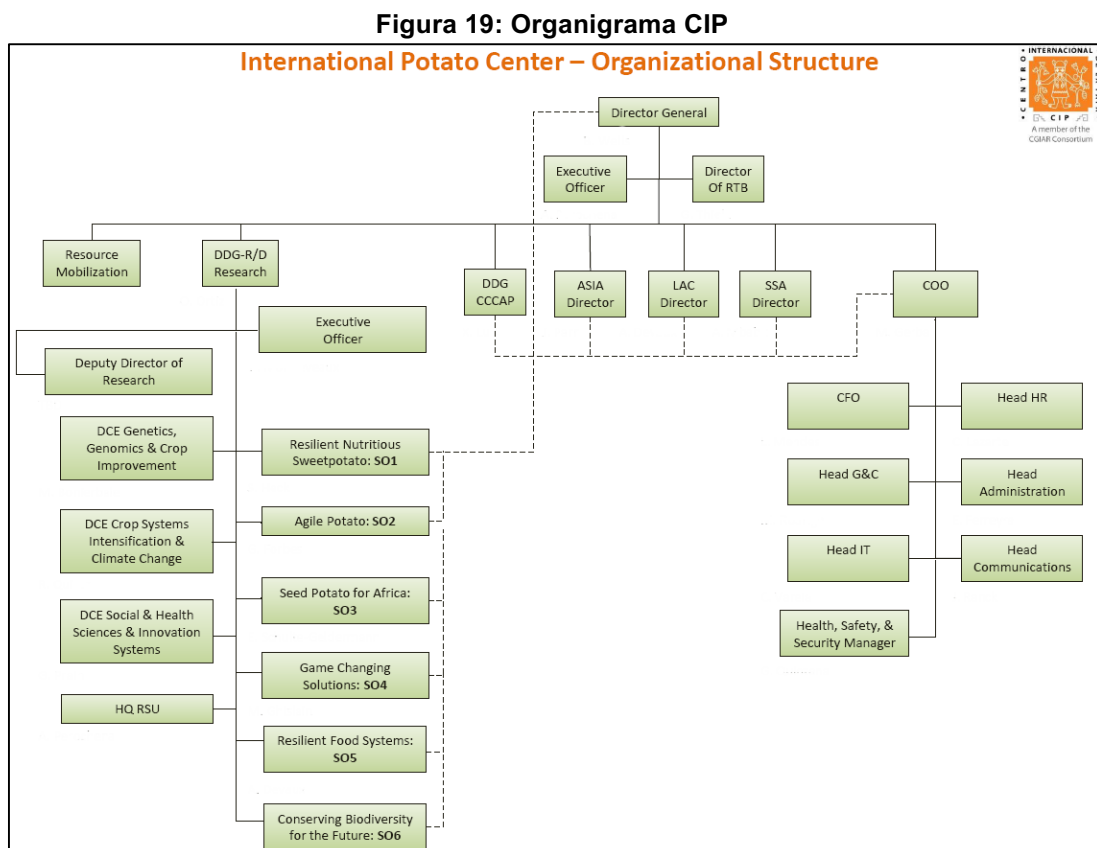 Figura 19: Organigrama CIP
International Potato Center – Organizational Structure
• INTERNACIONAL
• CENTRO
CIP
A member of the
CGIAR Consortium
Director General
Executive
Officer
Director
Of RTB
Resource
Mobilization
DDG-R/D
Research
DDG
CCCAP
ASIA
Director
LAC
Director
SSA
Director
COO
Executive
Officer
Deputy Director of
Research
CFO
Head HR
DCE Genetics,
Genomics & Crop
Improvement
Resilient Nutritious
Sweetpotato: SO1
Head G&C
Head
Administration
DCE Crop Systems
Intensification &
Climate Change
Agile Potato: SO2
Head IT
Head
Communications
Seed Potato for Africa:
SO3
DCE Social & Health
Sciences & Innovation
Systems
Health, Safety, &
Security Manager
Game Changing
Solutions: SO4
HQ RSU
Resilient Food Systems:
SO5
Conserving Biodiversity
for the Future: SO6